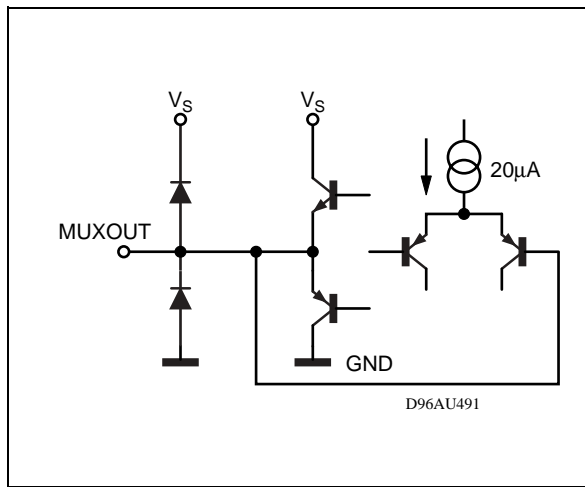 V_S
V_S
20μA
MUXOUT
GND
D96AU491